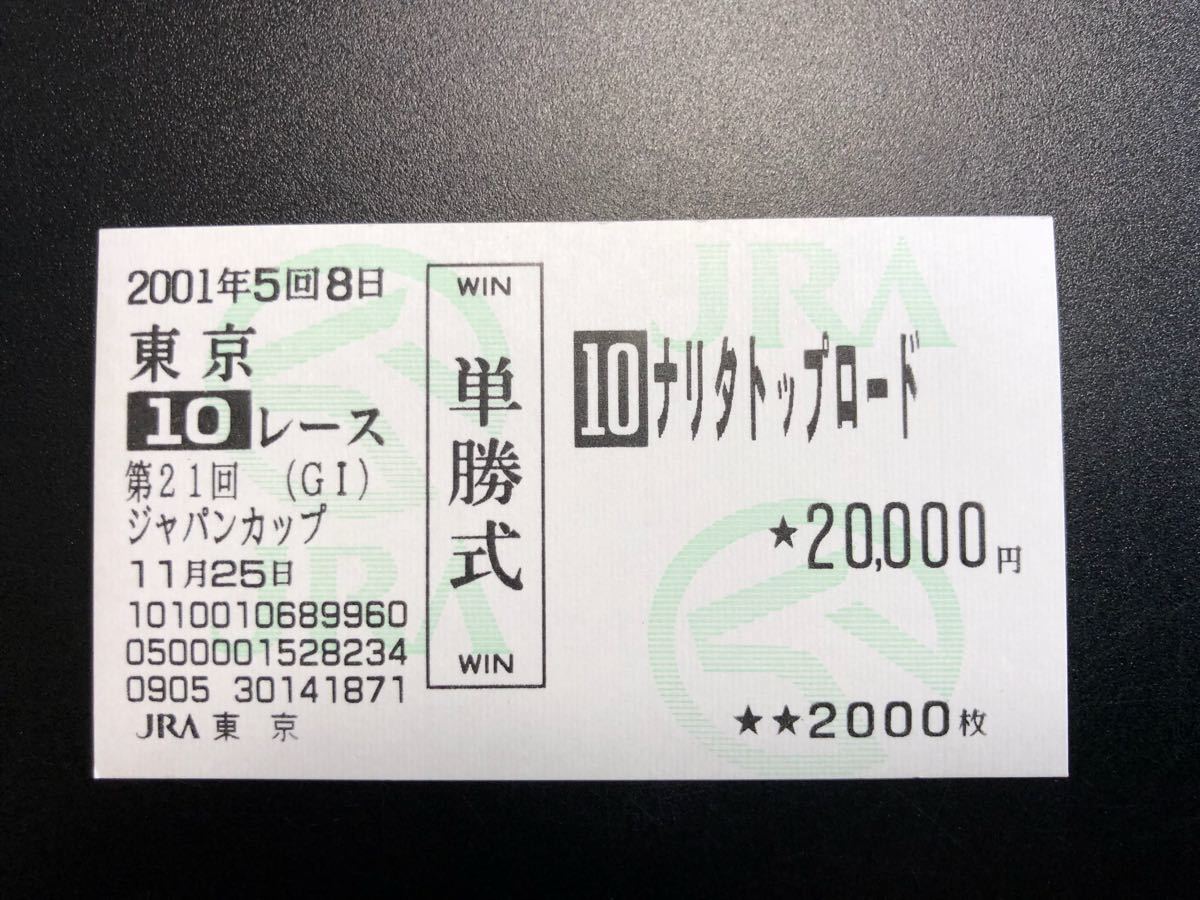 2001年5回8日
東京
10レース
第21回 (GⅠ)
ジャパンカップ
11月25日
1010010689960
0500001528234
0905 30141871
JRA 東 京
WIN
単勝式
WIN
JRA
10ナリタトップロード
★20,000円
★★2000枚
JRA